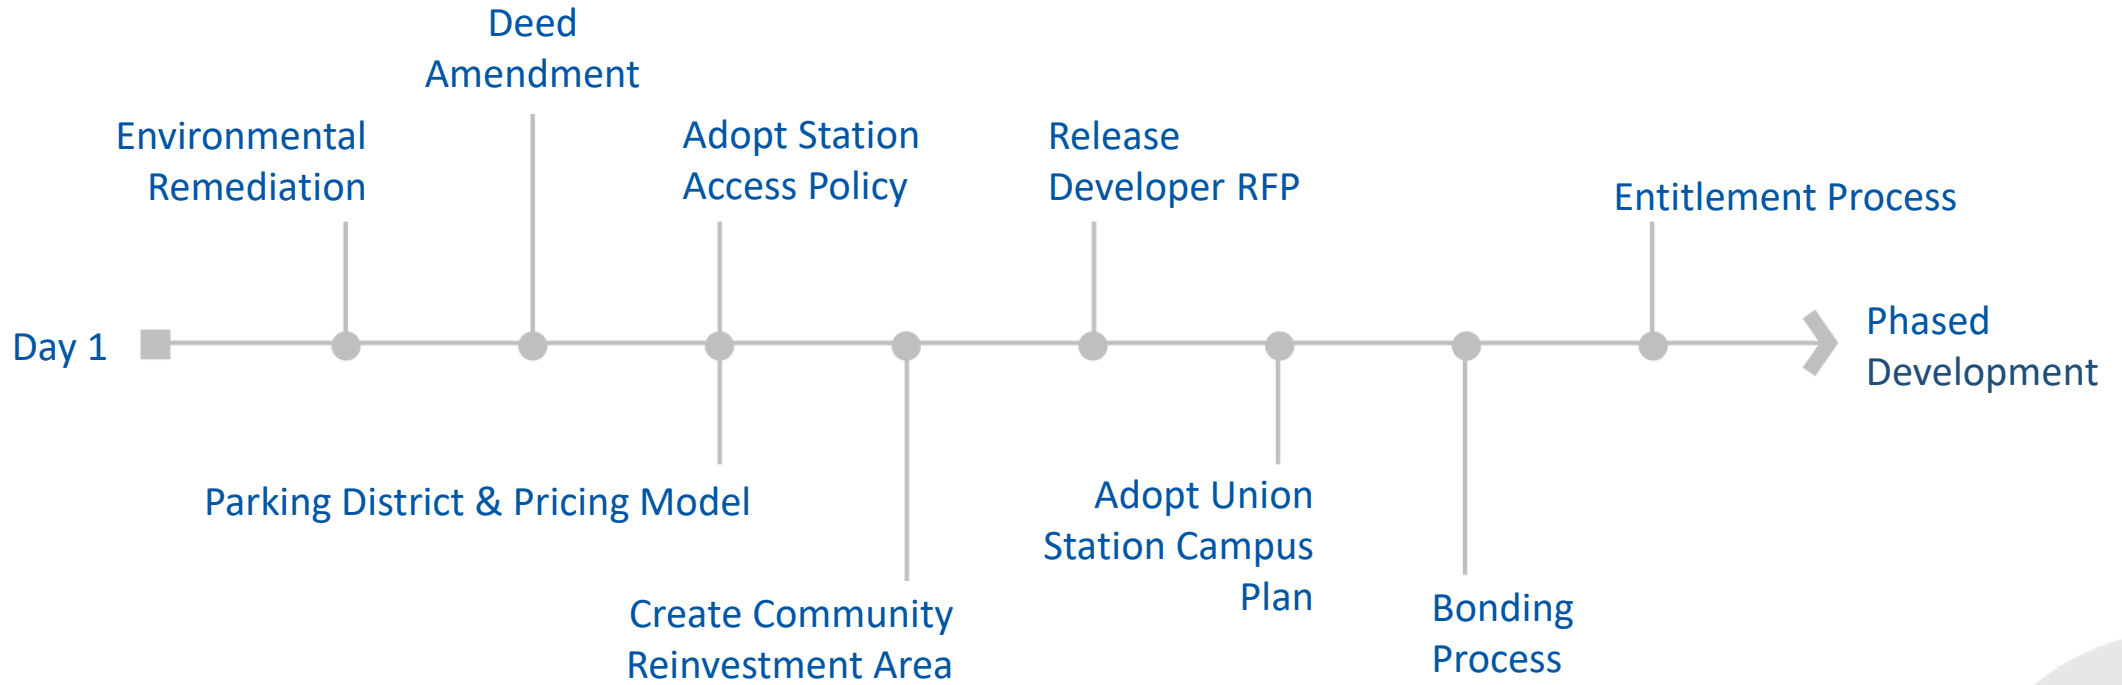 Deed
Amendment
Environmental
Remediation
Adopt Station
Access Policy
Release
Developer RFP
Entitlement Process
Day 1
Phased
Development
Parking District & Pricing Model
Adopt Union
Station Campus
Plan
Create Community
Reinvestment Area
Bonding
Process